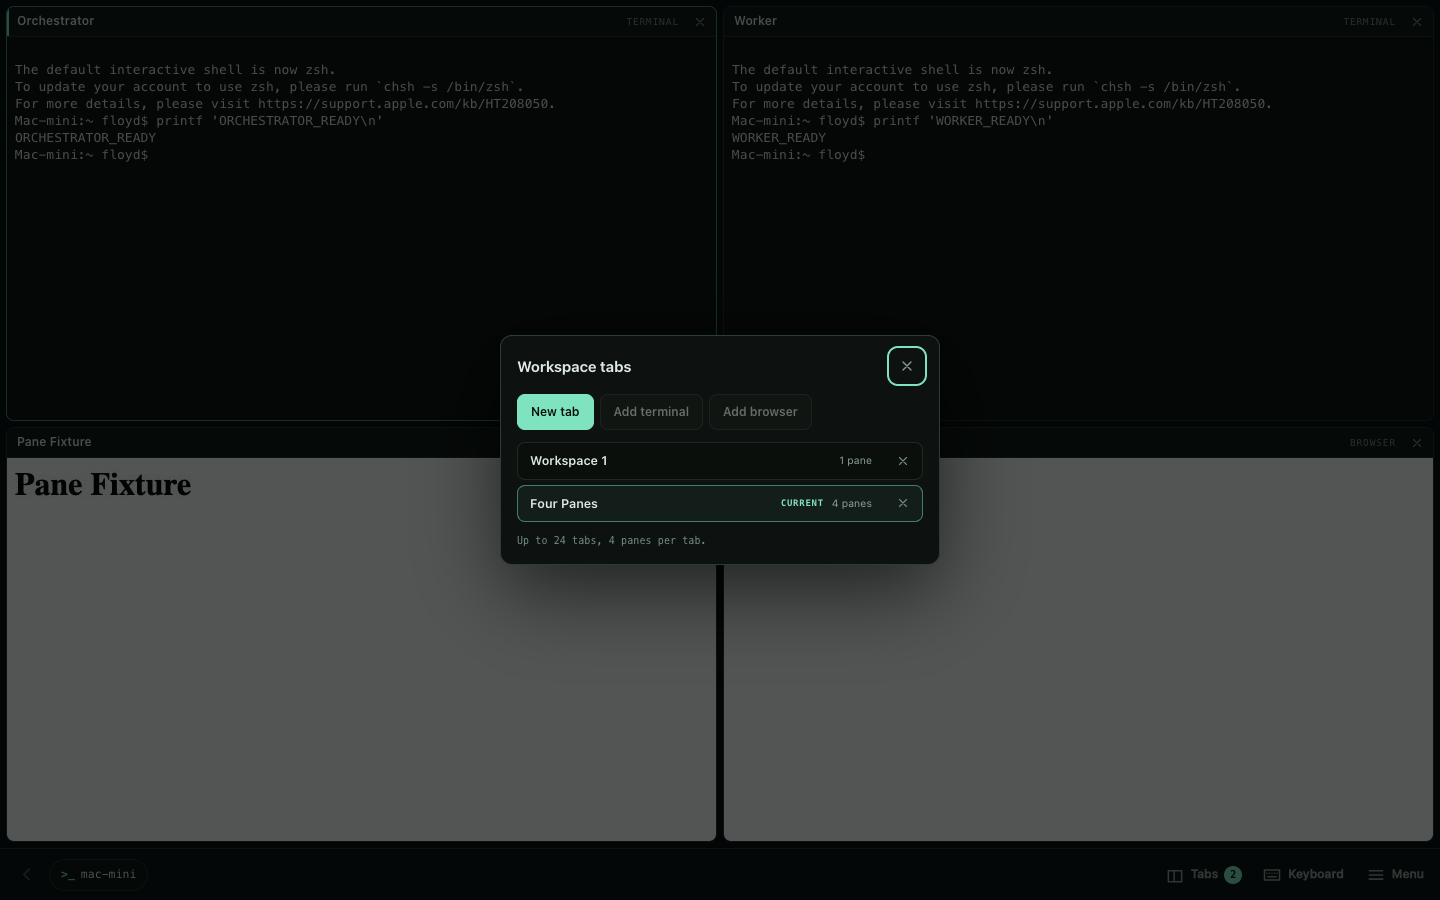 Orchestrator
TERMINAL
The default interactive shell is now zsh.
To update your account to use zsh, please run `chsh -s /bin/zsh`.
For more details, please visit https://support.apple.com/kb/HT208050.
Mac-mini:~ floyd$ printf 'ORCHESTRATOR_READY\n'
ORCHESTRATOR_READY
Mac-mini:~ floyd$
Worker
TERMINAL
The default interactive shell is now zsh.
To update your account to use zsh, please run `chsh -s /bin/zsh`.
For more details, please visit https://support.apple.com/kb/HT208050.
Mac-mini:~ floyd$ printf 'WORKER_READY\n'
WORKER_READY
Mac-mini:~ floyd$
Workspace tabs
New tab
Add terminal
Add browser
Workspace 1
1 pane
Four Panes
CURRENT
4 panes
Up to 24 tabs, 4 panes per tab.
Pane Fixture
Pane Fixture
BROWSER
>_ mac-mini
Tabs 2
Keyboard
Menu